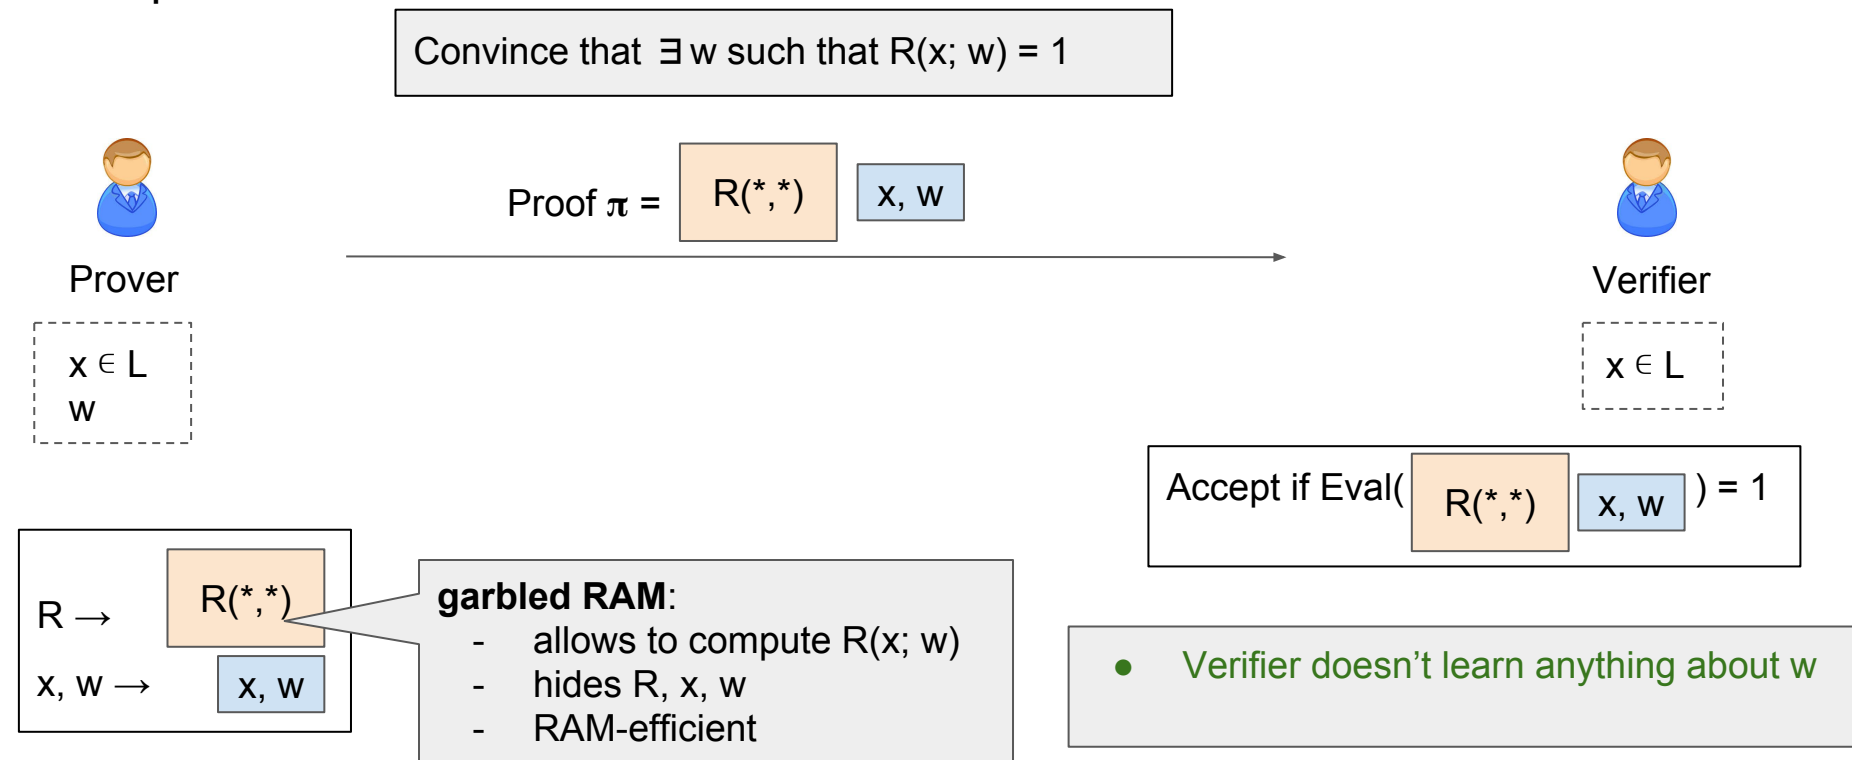 Convince that ∃ w such that R(x; w) = 1
Proof π = R(*,*) x, w
Prover
Verifier
x ∈ L
w
x ∈ L
Accept if Eval( R(*,*) x, w ) = 1
R → R(*,*)
x, w → x, w
garbled RAM:
- allows to compute R(x; w)
- hides R, x, w
- RAM-efficient
● Verifier doesn't learn anything about w